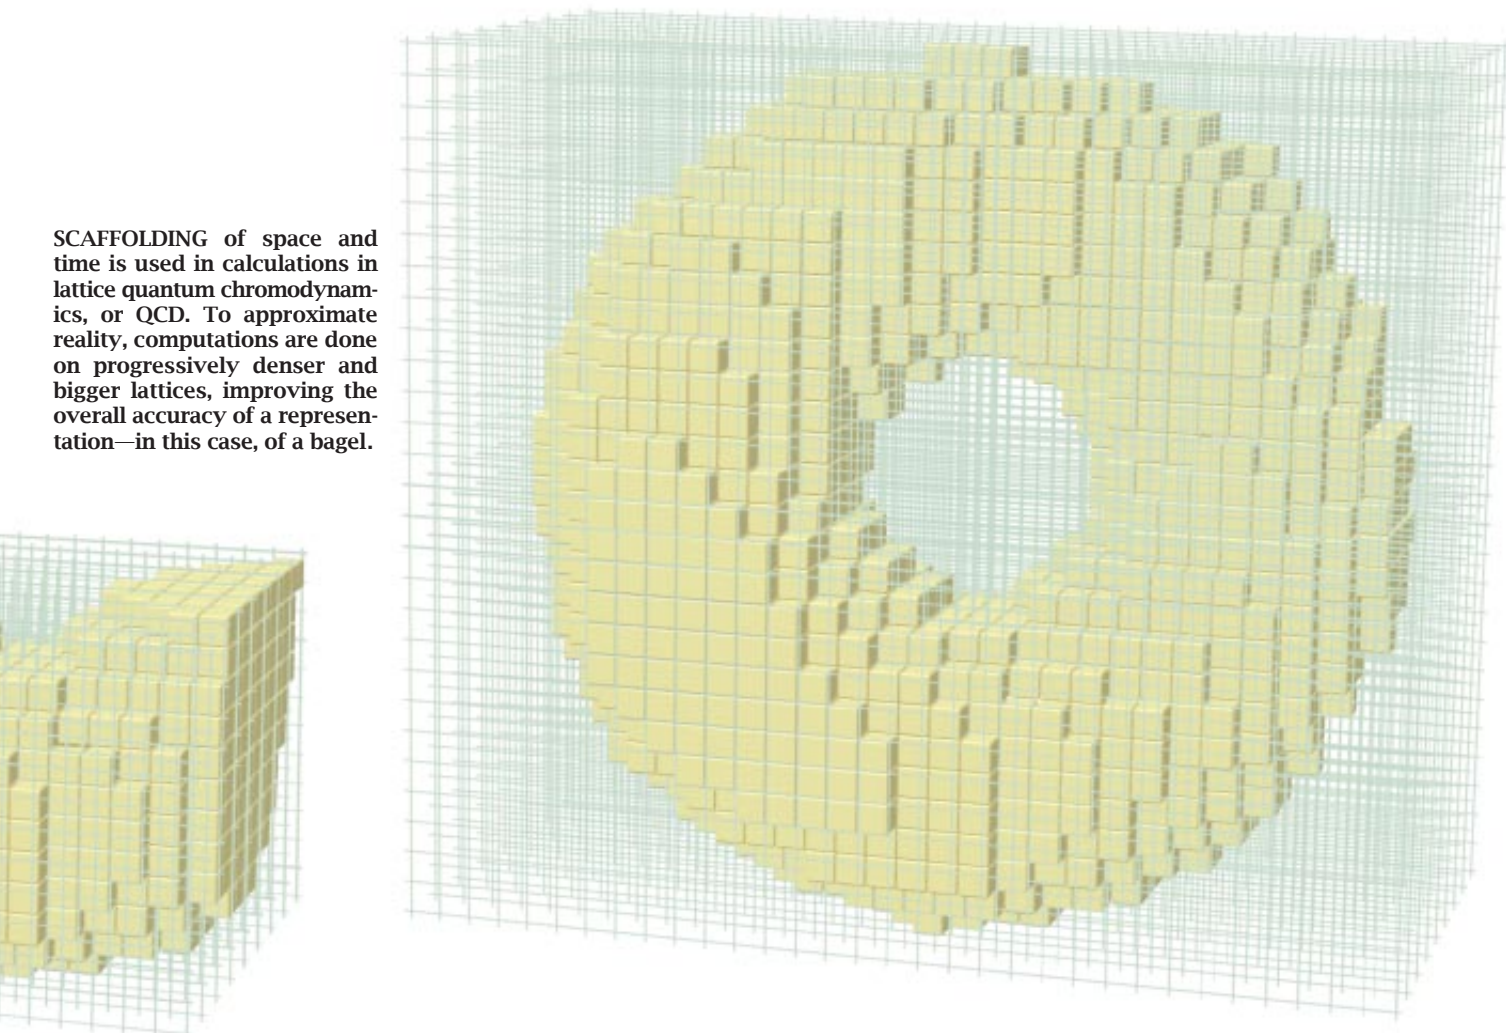 SCAFFOLDING of space and
time is used in calculations in
lattice quantum chromodynam-
ics, or QCD. To approximate
reality, computations are done
on progressively denser and
bigger lattices, improving the
overall accuracy of a represen-
tation—in this case, of a bagel.